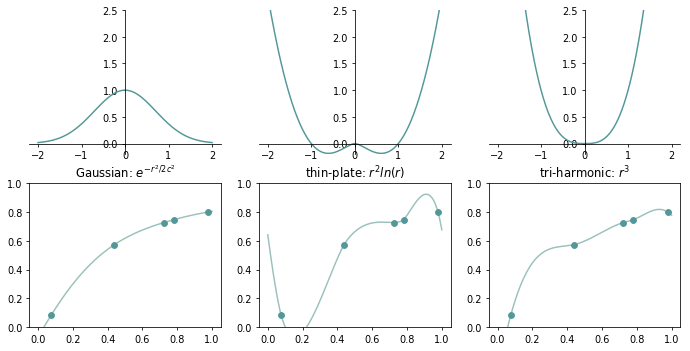 2.5 2.5 2.5
2.0 2.0 2.0
1.5 1.5 1.5
1.0 1.0 1.0
0.5 0.5 0.5
0.0 0.0 0.0
−2 −1 0 1 2 −2 −1 0 1 2 −2 −1 0 1 2
Gaussian: $e^{-r^2/2c^2}$ thin-plate: $r^2ln(r)$ tri-harmonic: $r^3$
1.0 1.0 1.0
0.8 0.8 0.8
0.6 0.6 0.6
0.4 0.4 0.4
0.2 0.2 0.2
0.0 0.0 0.0
0.0 0.2 0.4 0.6 0.8 1.0 0.0 0.2 0.4 0.6 0.8 1.0 0.0 0.2 0.4 0.6 0.8 1.0